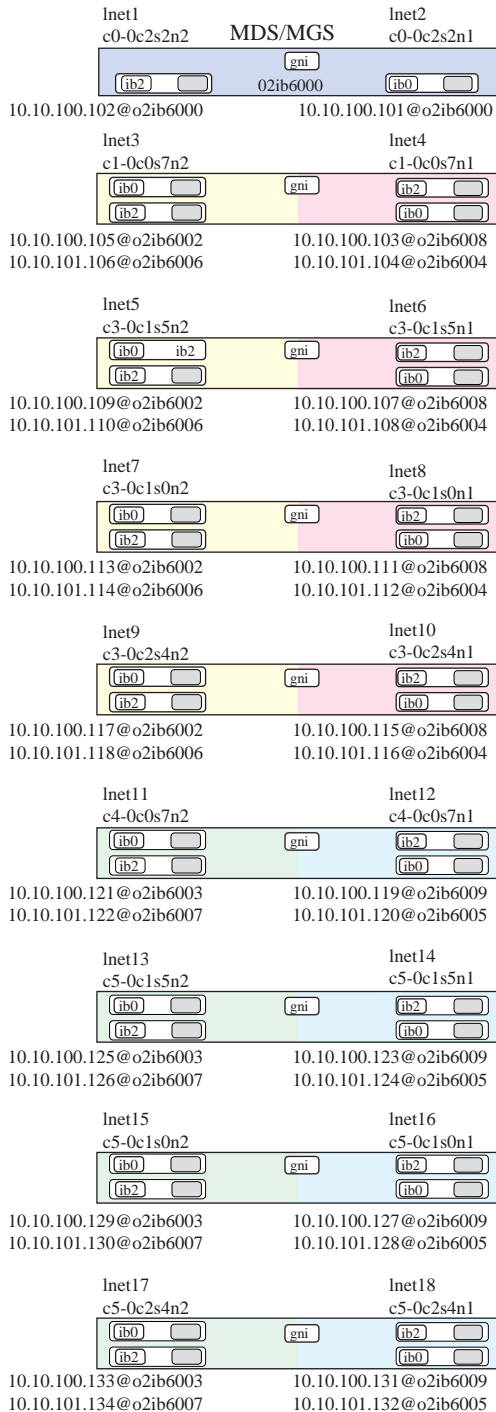 lnet1 lnet2
c0-0c2s2n2 MDS/MGS c0-0c2s2n1
gni
ib2 02ib6000 ib0
10.10.100.102@o2ib6000 10.10.100.101@o2ib6000
lnet3 lnet4
c1-0c0s7n2 c1-0c0s7n1
ib0 gni ib2
ib2 ib0
10.10.100.105@o2ib6002 10.10.100.103@o2ib6008
10.10.101.106@o2ib6006 10.10.101.104@o2ib6004
lnet5 lnet6
c3-0c1s5n2 c3-0c1s5n1
ib0 ib2 gni ib2
ib2 ib0
10.10.100.109@o2ib6002 10.10.100.107@o2ib6008
10.10.101.110@o2ib6006 10.10.101.108@o2ib6004
lnet7 lnet8
c3-0c1s0n2 c3-0c1s0n1
ib0 gni ib2
ib2 ib0
10.10.100.113@o2ib6002 10.10.100.111@o2ib6008
10.10.101.114@o2ib6006 10.10.101.112@o2ib6004
lnet9 lnet10
c3-0c2s4n2 c3-0c2s4n1
ib0 gni ib2
ib2 ib0
10.10.100.117@o2ib6002 10.10.100.115@o2ib6008
10.10.101.118@o2ib6006 10.10.101.116@o2ib6004
lnet11 lnet12
c4-0c0s7n2 c4-0c0s7n1
ib0 gni ib2
ib2 ib0
10.10.100.121@o2ib6003 10.10.100.119@o2ib6009
10.10.101.122@o2ib6007 10.10.101.120@o2ib6005
lnet13 lnet14
c5-0c1s5n2 c5-0c1s5n1
ib0 gni ib2
ib2 ib0
10.10.100.125@o2ib6003 10.10.100.123@o2ib6009
10.10.101.126@o2ib6007 10.10.101.124@o2ib6005
lnet15 lnet16
c5-0c1s0n2 c5-0c1s0n1
ib0 gni ib2
ib2 ib0
10.10.100.129@o2ib6003 10.10.100.127@o2ib6009
10.10.101.130@o2ib6007 10.10.101.128@o2ib6005
lnet17 lnet18
c5-0c2s4n2 c5-0c2s4n1
ib0 gni ib2
ib2 ib0
10.10.100.133@o2ib6003 10.10.100.131@o2ib6009
10.10.101.134@o2ib6007 10.10.101.132@o2ib6005